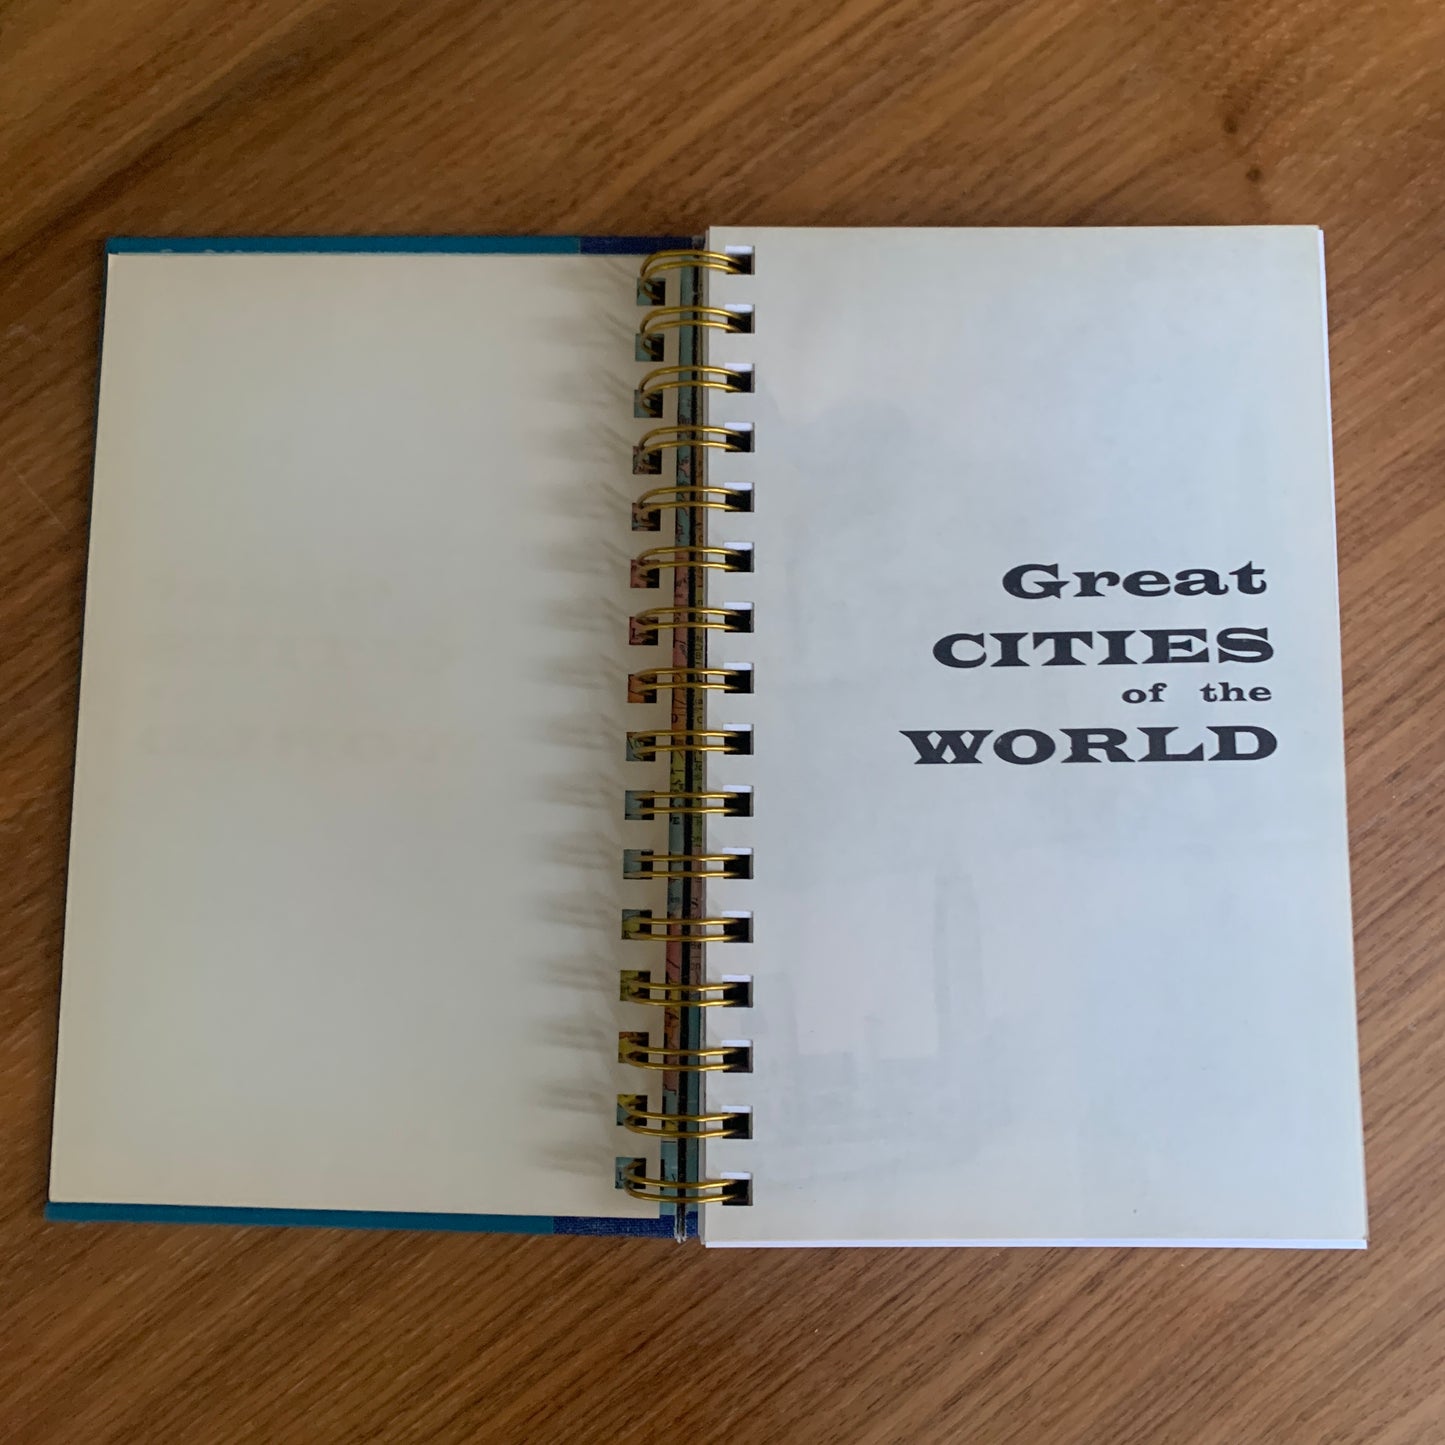 Great
CITIES
of the
WORLD